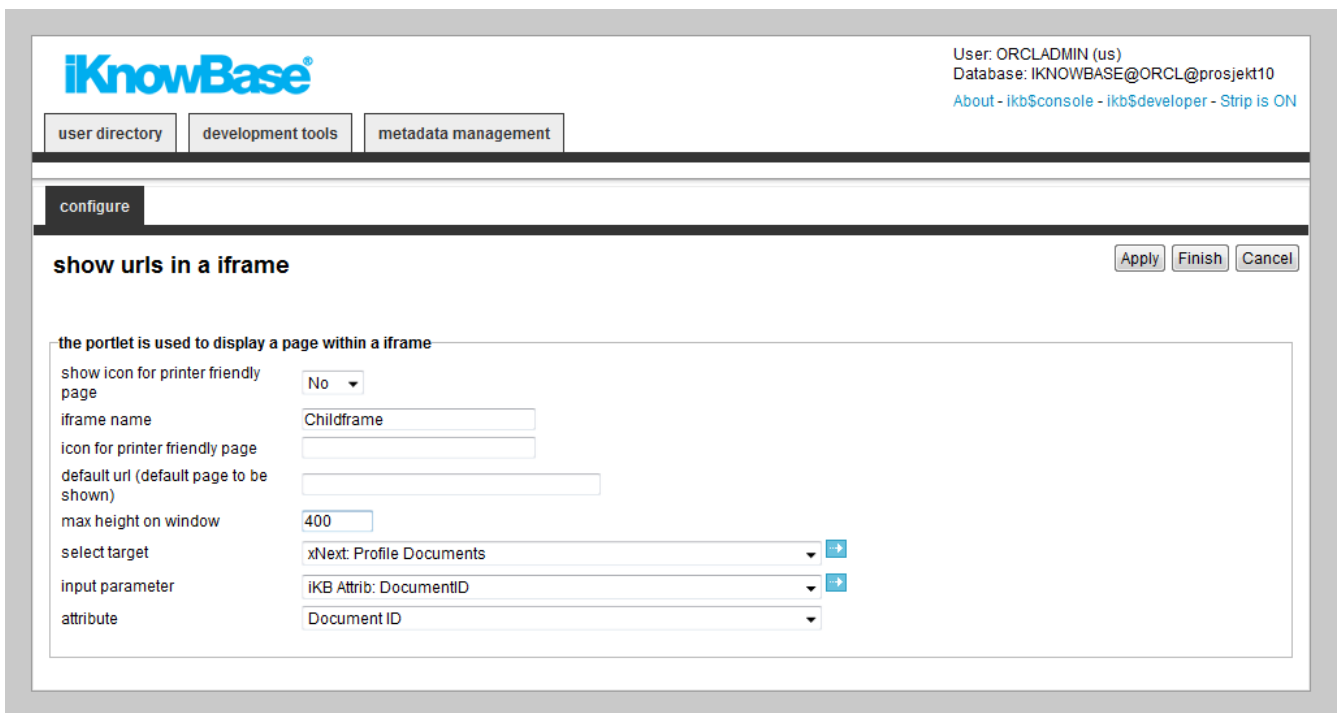 iKnowBase®
User: ORCLADMIN (us)
Database: IKNOWBASE@ORCL@prosjekt10
About - ikb$console - ikb$developer - Strip is ON
user directory development tools metadata management
configure
show urls in a iframe
Apply Finish Cancel
the portlet is used to display a page within a iframe
show icon for printer friendly
page
No
iframe name Childframe
icon for printer friendly page
default url (default page to be
shown)
max height on window 400
select target xNext: Profile Documents
input parameter iKB Attrib: DocumentID
attribute Document ID